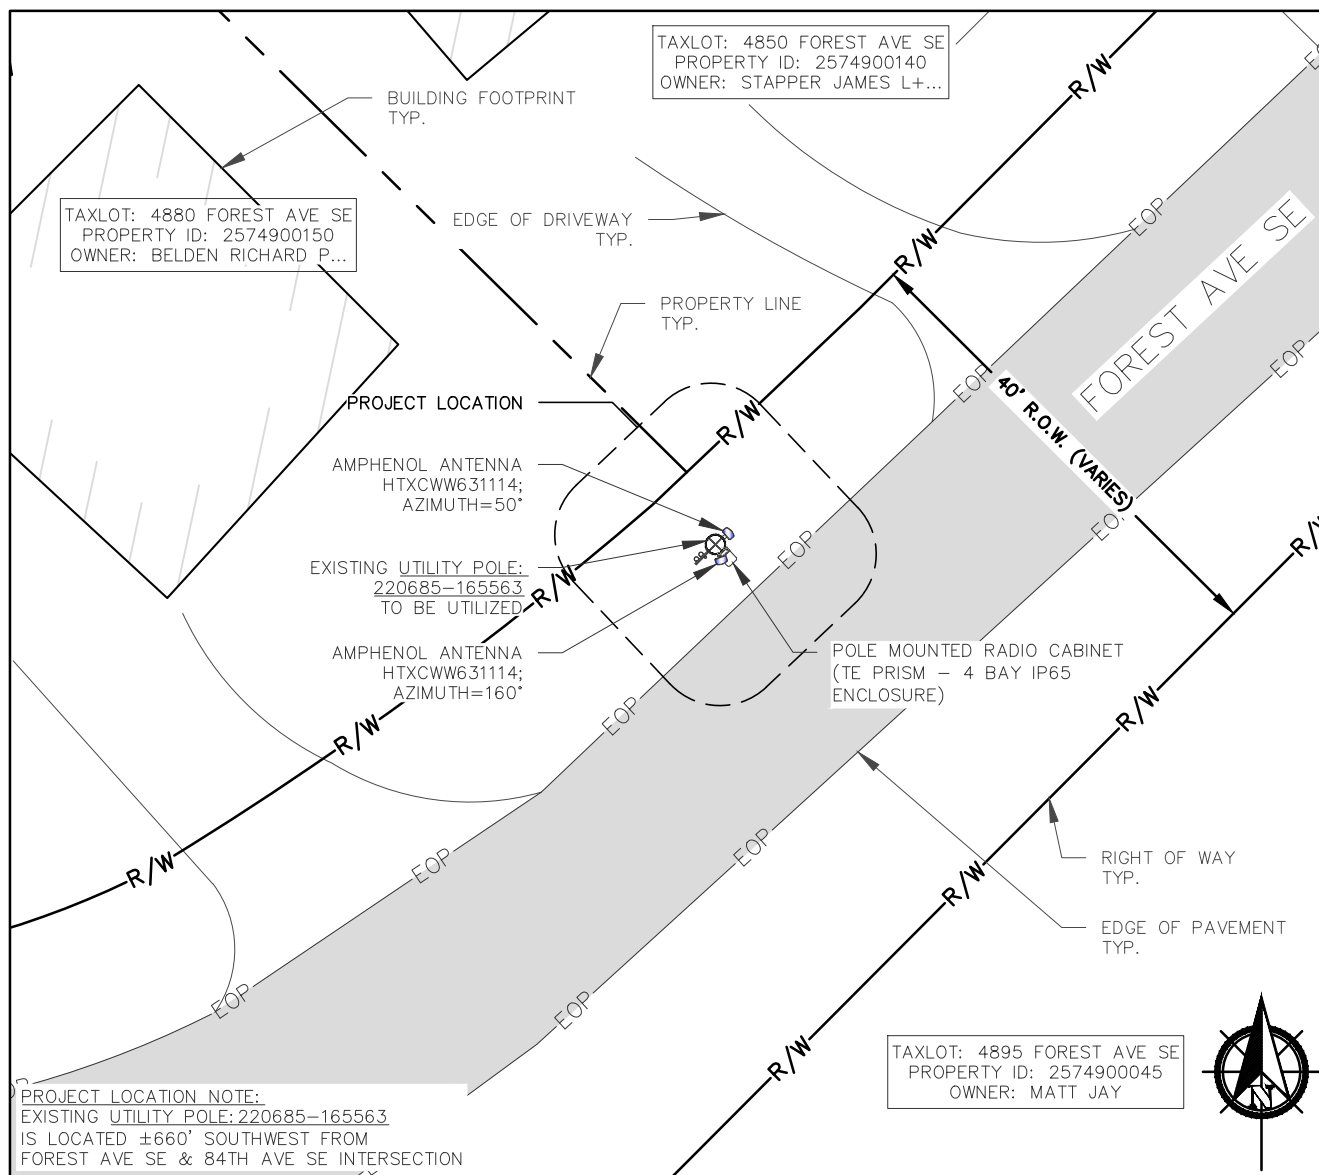 TAXLOT: 4850 FOREST AVE SE
PROPERTY ID: 2574900140
OWNER: STAPPER JAMES L+...
R/W
BUILDING FOOTPRINT
TYP.
TAXLOT: 4880 FOREST AVE SE
PROPERTY ID: 2574900150
OWNER: BELDEN RICHARD P...
EDGE OF DRIVEWAY
TYP.
EOP
R/W
FOREST AVE SE
PROPERTY LINE
TYP.
EOP
EOP
40' R.O.W. (VARIES)
PROJECT LOCATION
R/W
AMPHENOL ANTENNA
HTXCWW631114;
AZIMUTH=50°
EOP
EOP
R/W
EXISTING UTILITY POLE:
220685-165563
TO BE UTILIZED
R/W
AMPHENOL ANTENNA
HTXCWW631114;
AZIMUTH=160°
POLE MOUNTED RADIO CABINET
(TE PRISM - 4 BAY IP65
ENCLOSURE)
EOP
R/W
R/W
EOP
EOP
R/W
R/W
RIGHT OF WAY
TYP.
EDGE OF PAVEMENT
TYP.
EOP
EOP
R/W
TAXLOT: 4895 FOREST AVE SE
PROPERTY ID: 2574900045
OWNER: MATT JAY
N
PROJECT LOCATION NOTE:
EXISTING UTILITY POLE:220685-165563
IS LOCATED ±660' SOUTHWEST FROM
FOREST AVE SE & 84TH AVE SE INTERSECTION